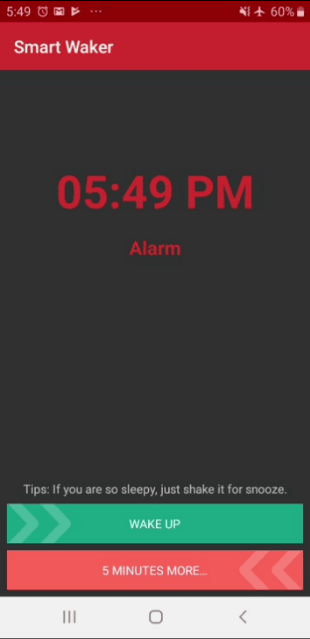 5:49 ... 60%
Smart Waker
05:49 PM
Alarm
Tips: If you are so sleepy, just shake it for snooze.
WAKE UP
5 MINUTES MORE...